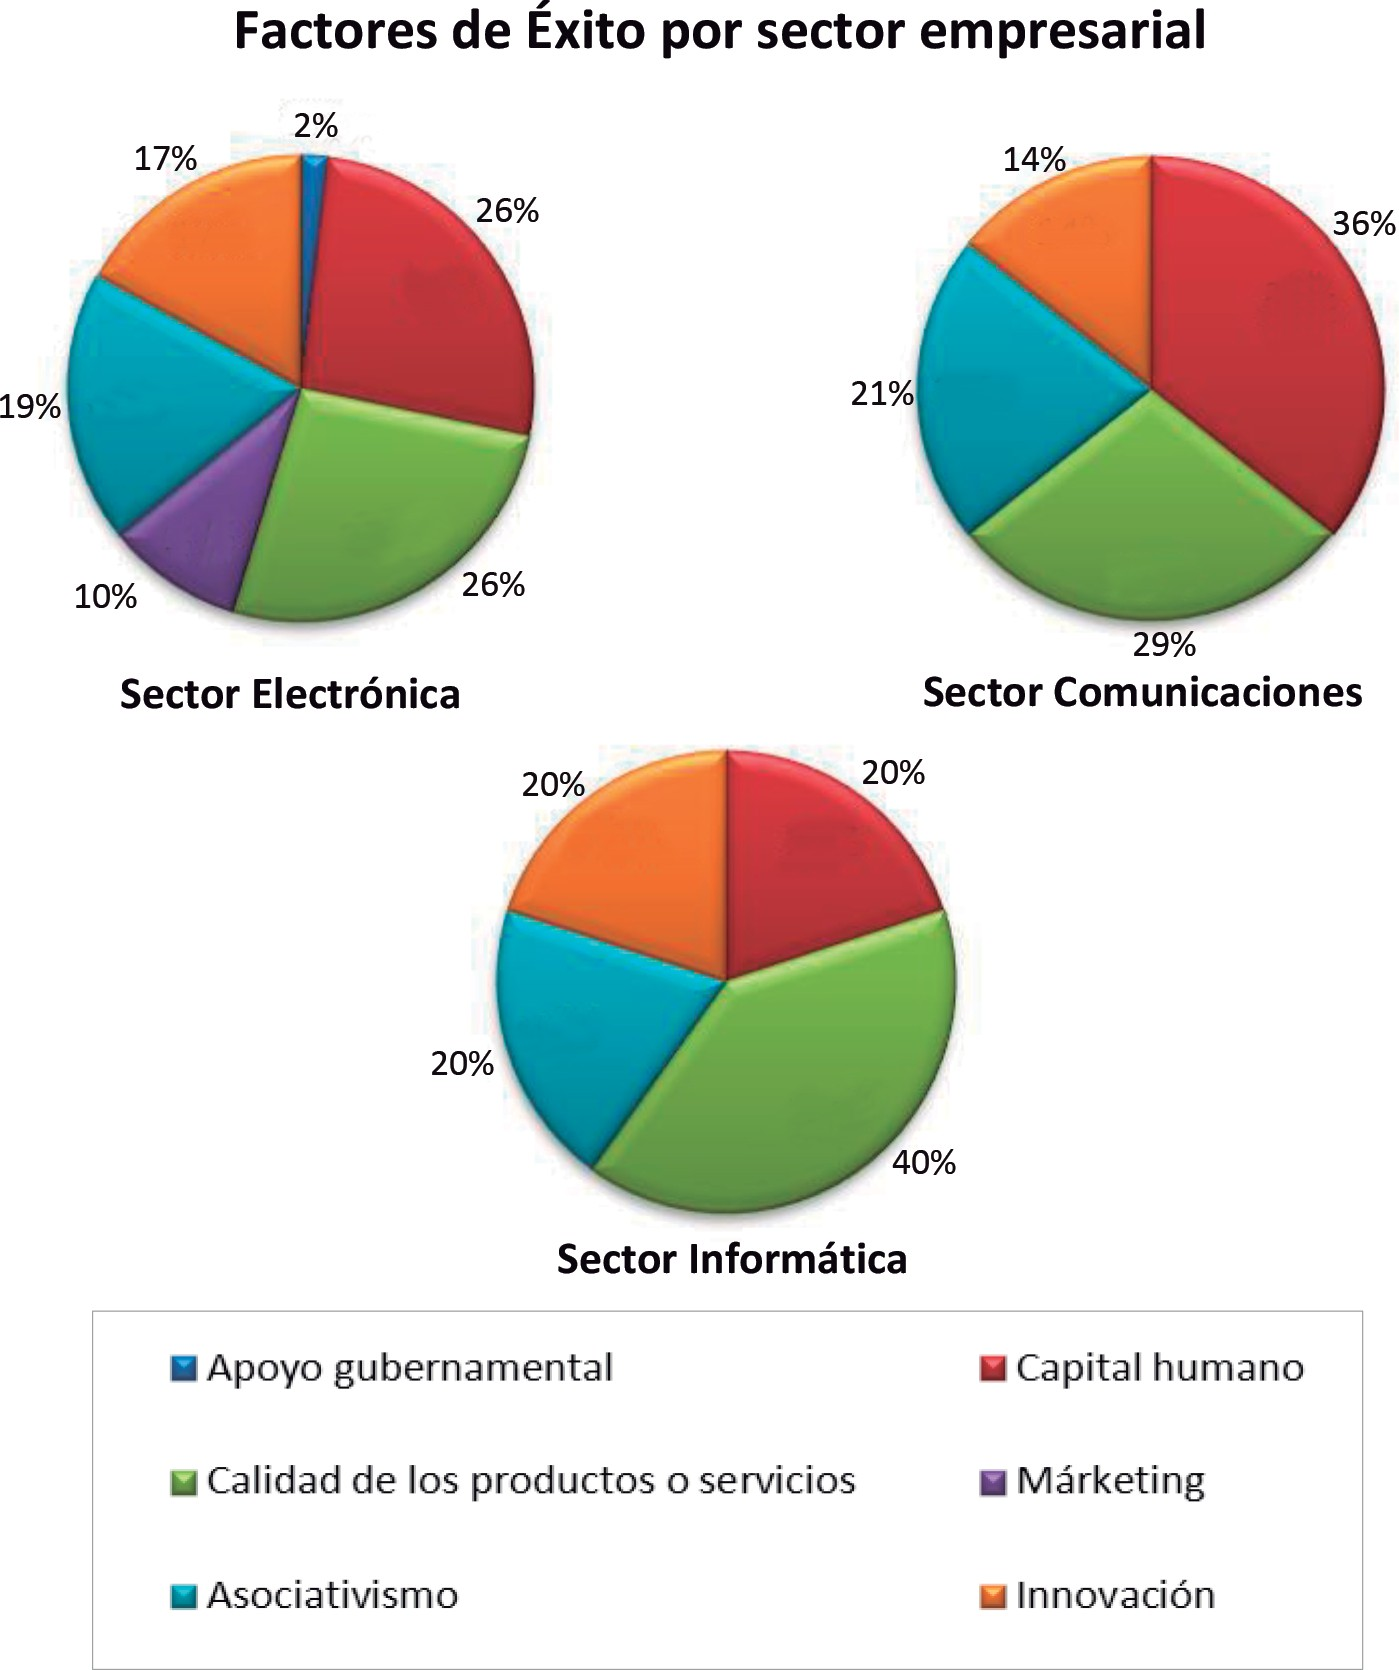 Factores de Éxito por sector empresarial
2%
17%
26%
19%
10%
26%
Sector Electrónica
14%
36%
21%
29%
Sector Comunicaciones
20%
20%
20%
40%
Sector Informática
Apoyo gubernamental
Capital humano
Calidad de los productos o servicios
Márketing
Asociativismo
Innovación